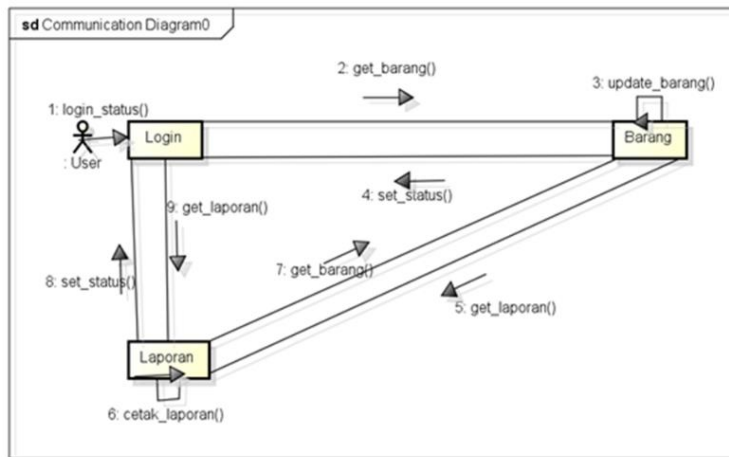 sd Communication Diagram0
2: get_barang()
3: update_barang()
1: login_status()
Login
Barang
: User
4: set_status()
9: get_laporan()
7: get_barang()
8: set_status()
5: get_laporan()
Laporan
6: cetak_laporan()